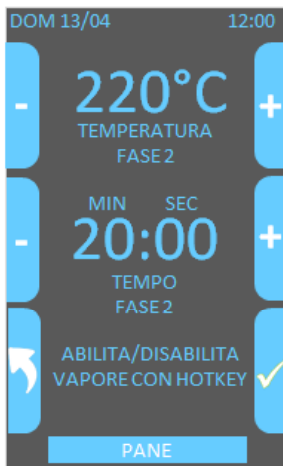 DOM 13/04 12:00
- 220°C +
TEMPERATURA
FASE 2
MIN SEC
- 20:00 +
TEMPO
FASE 2
ABILITA/DISABILITA
VAPORE CON HOTKEY
PANE